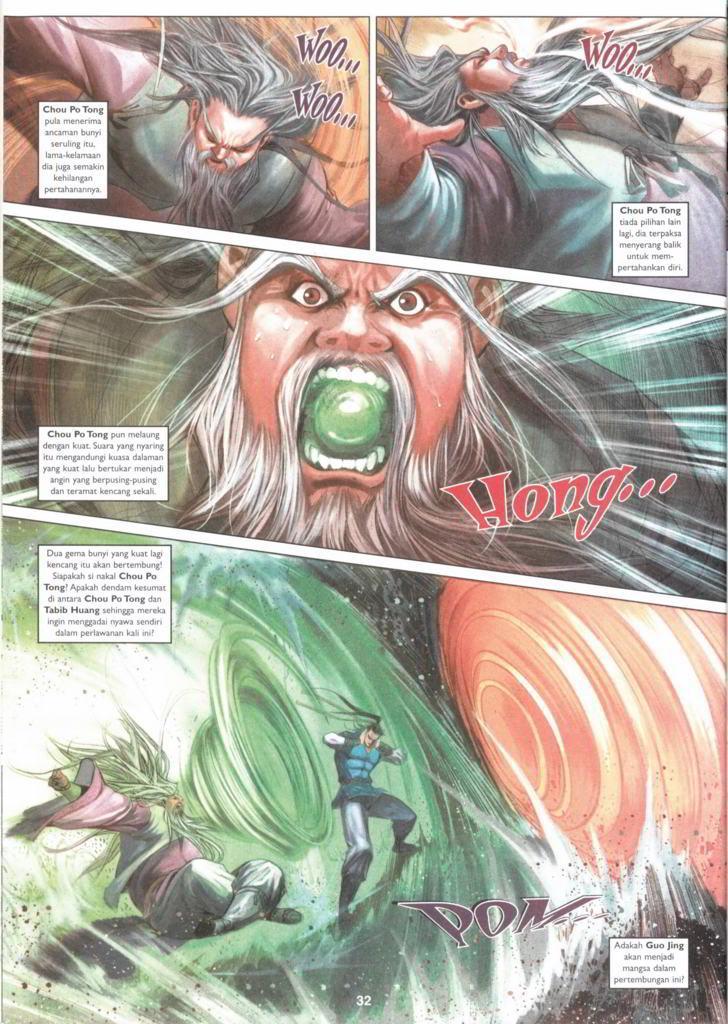 Chou Po Tong
pula menerima
ancaman bunyi
seruling itu,
lama-kelamaan
dia juga semakin
kehilangan
pertahanannya.
Woo...
Woo...
Woo...
Chou Po Tong
tiada pilihan lain
lagi, dia terpaksa
menyerang balik
untuk mem-
pertahankan diri.
Chou Po Tong pun melaung
dengan kuat. Suara yang nyaring
itu mengandungi kuasa dalaman
yang kuat lalu bertukar menjadi
angin yang berpusing-pusing
dan teramat kencang sekali.
Hong...
Dua gema bunyi yang kuat lagi
kencang itu akan bertembung!
Siapakah si nakal Chou Po
Tong? Apakah dendam kesumat
di antara Chou Po Tong dan
Tabib Huang sehingga mereka
ingin menggadai nyawa sendiri
dalam perlawanan kali ini?
POM---
Adakah Guo Jing
akan menjadi
mangsa dalam
pertembungan ini?
32